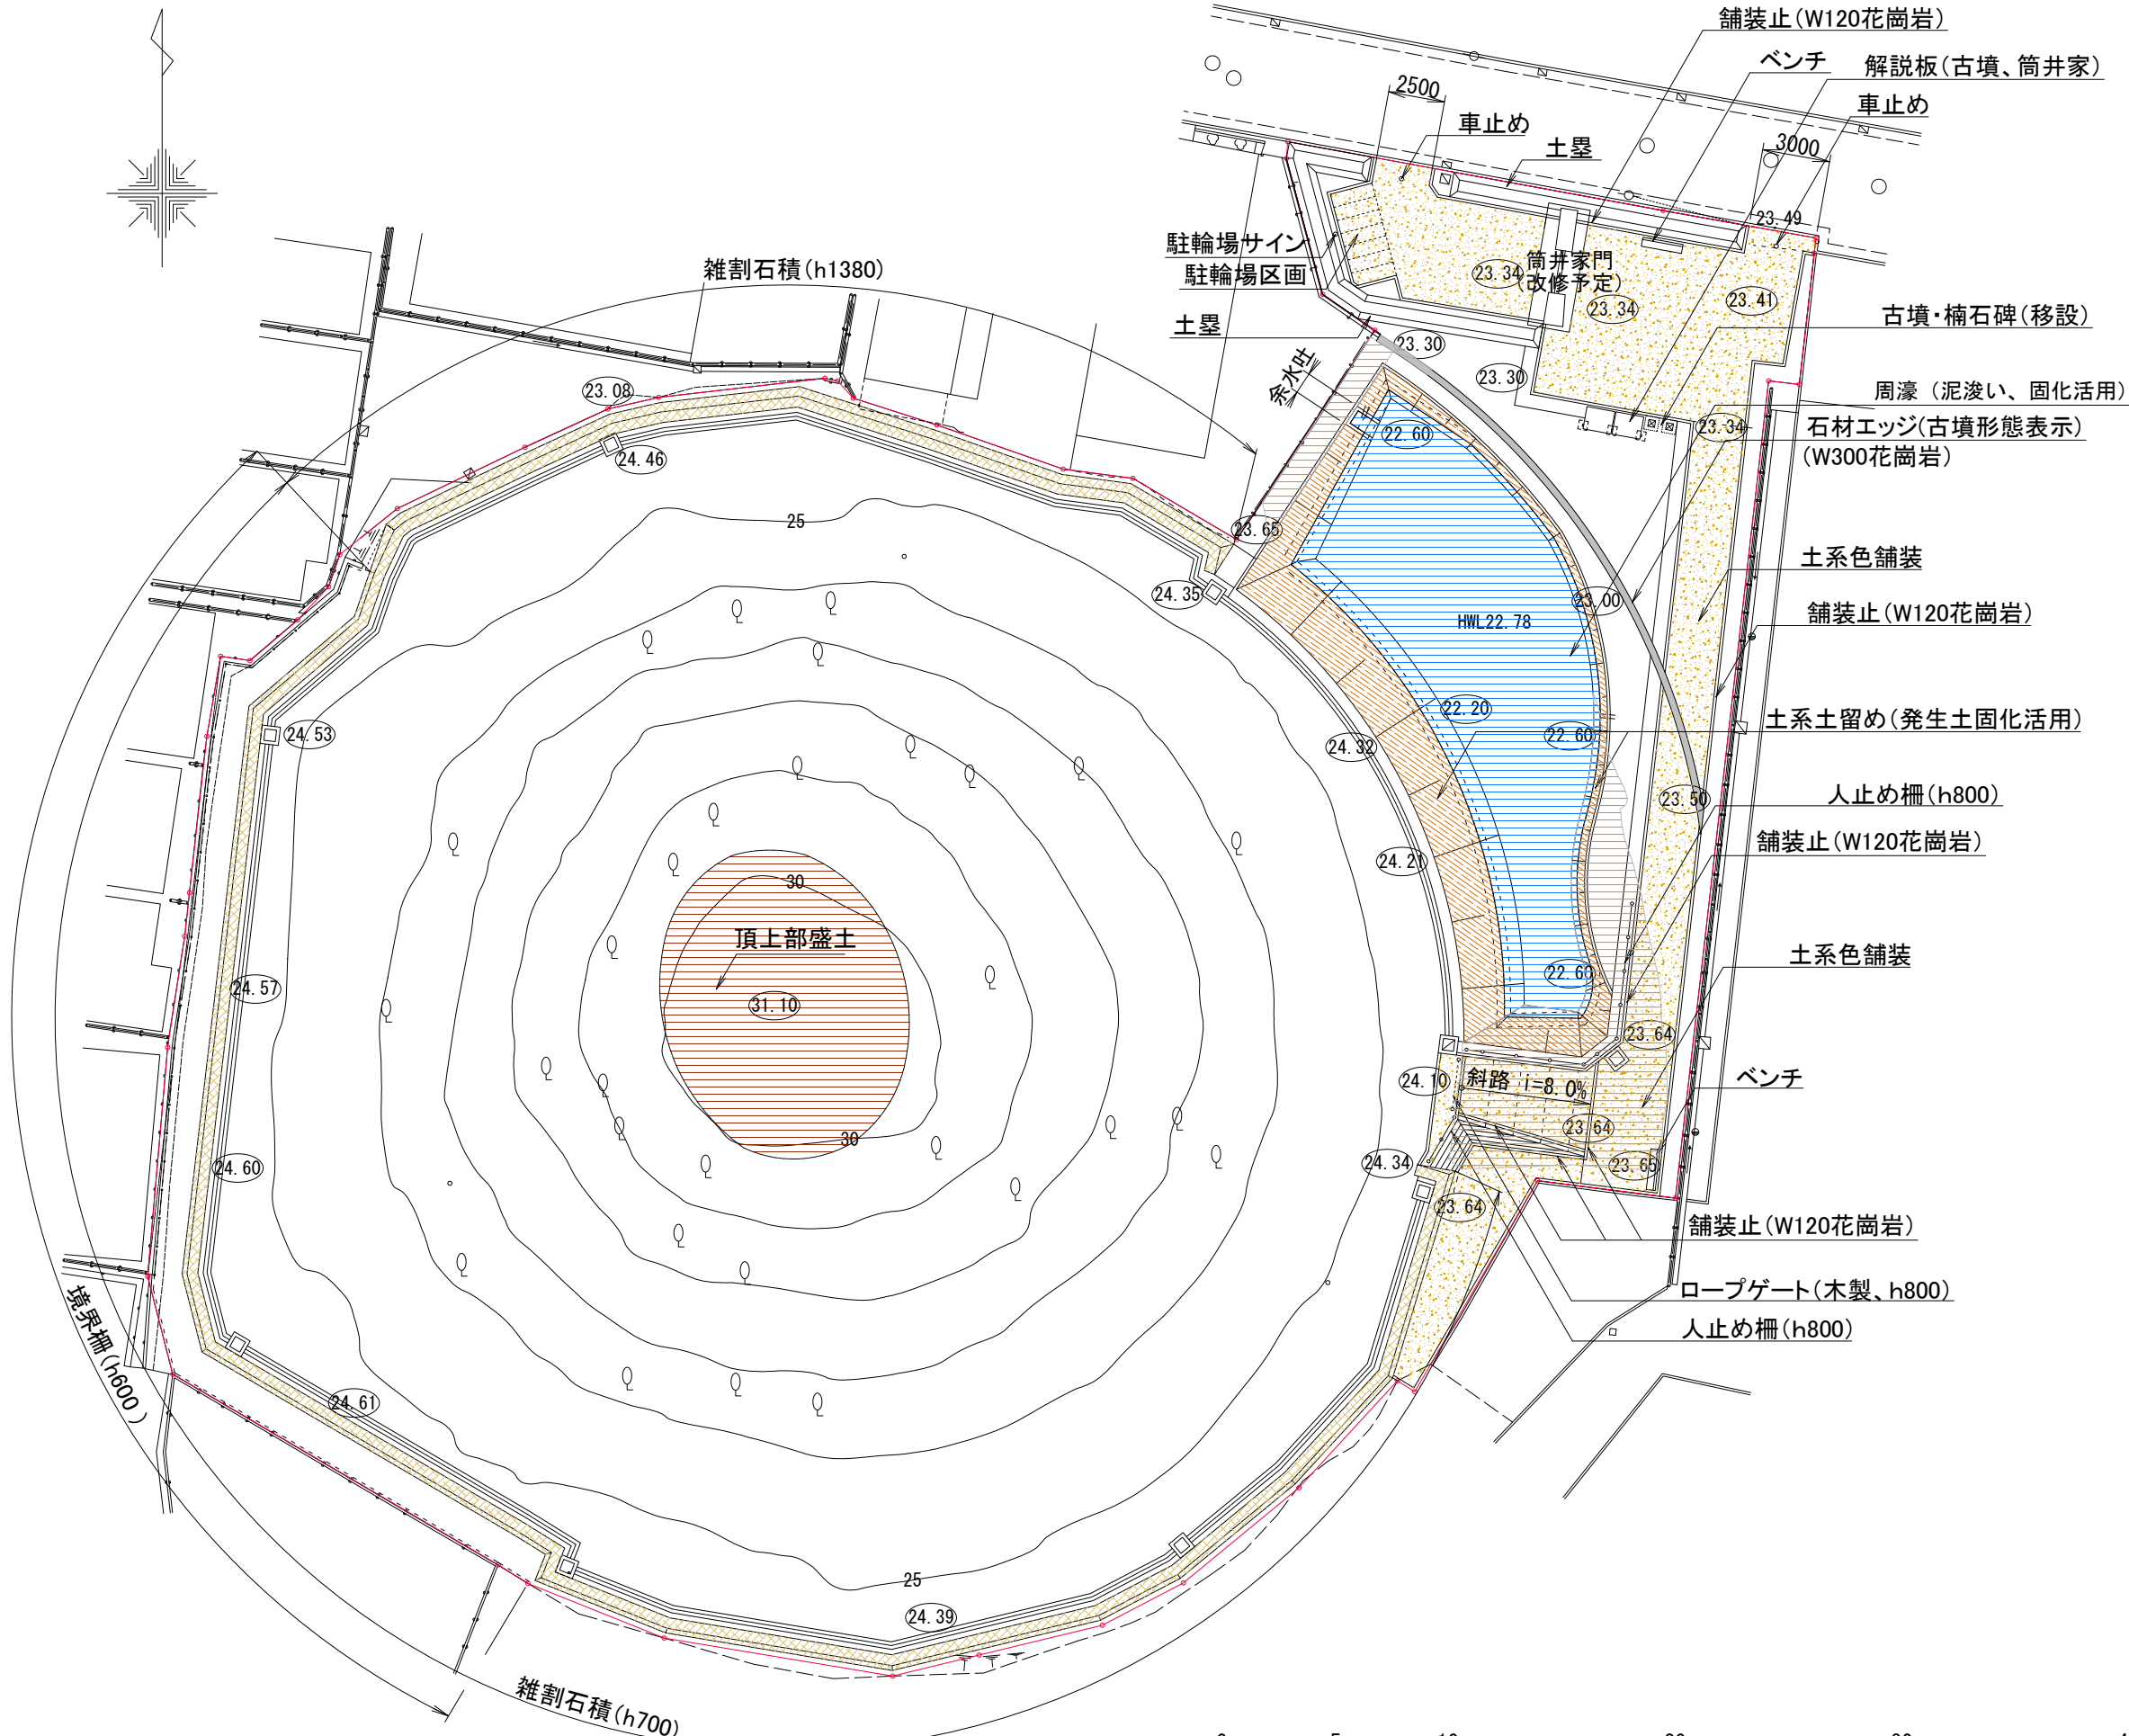 舗装止(W120花崗岩)
ベンチ
解説板(古墳、筒井家)
車止め
2500
車止め
土塁
3000
23.49
駐輪場サイン
駐輪場区画
筒井家門
(改修予定)
23.34
23.34
23.41
土塁
古墳・楠石碑(移設)
雑割石積(h1380)
23.30
23.30
余水吐
周濠 (泥浚い、固化活用)
23.34
石材エッジ(古墳形態表示)
(W300花崗岩)
23.08
24.46
22.60
25
23.65
土系色舗装
24.35
23.00
HWL22.78
舗装止(W120花崗岩)
22.20
22.60
土系土留め(発生土固化活用)
24.53
24.32
23.50
人止め柵(h800)
24.21
舗装止(W120花崗岩)
30
頂上部盛土
土系色舗装
22.60
24.57
31.10
23.64
24.10
斜路 i=8.0%
ベンチ
23.64
30
24.60
24.34
23.65
23.64
舗装止(W120花崗岩)
ロープゲート(木製、h800)
人止め柵(h800)
境界柵(h600)
24.61
25
24.39
雑割石積(h700)